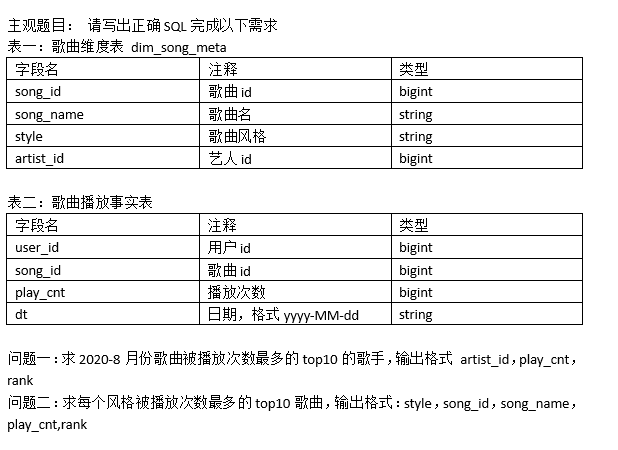 主观题目： 请写出正确 SQL 完成以下需求
表一：歌曲维度表 dim_song_meta
字段名 注释 类型
song_id 歌曲 id bigint
song_name 歌曲名 string
style 歌曲风格 string
artist_id 艺人 id bigint
表二：歌曲播放事实表
字段名 注释 类型
user_id 用户 id bigint
song_id 歌曲 id bigint
play_cnt 播放次数 bigint
dt 日期，格式 yyyy-MM-dd string
问题一：求 2020-8 月份歌曲被播放次数最多的 top10 的歌手，输出格式 artist_id，play_cnt，
rank
问题二：求每个风格被播放次数最多的 top10 歌曲，输出格式：style，song_id，song_name，
play_cnt,rank